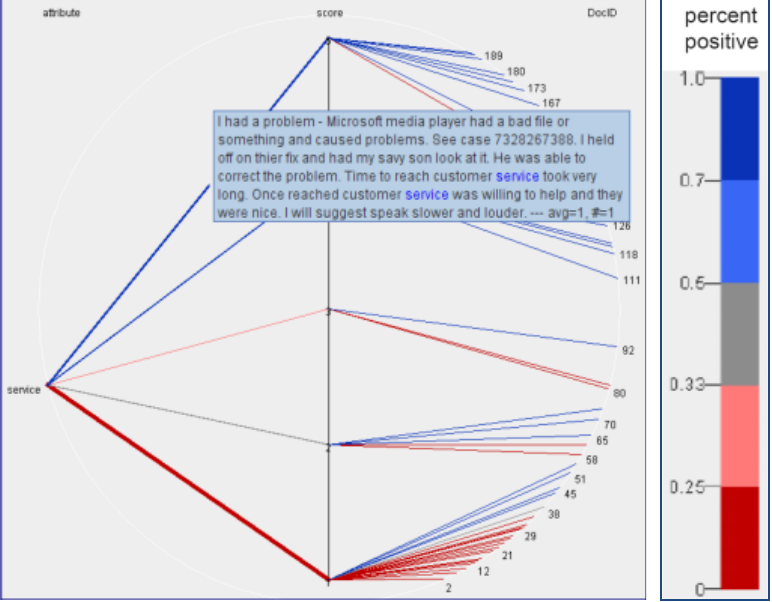 attribute
score
DocID
percent
positive
5
189
180
173
167
I had a problem - Microsoft media player had a bad file or
something and caused problems. See case 7328267388. I held
off on thier fix and had my savy son look at it. He was able to
correct the problem. Time to reach customer service took very
long. Once reached customer service was willing to help and they
were nice. I will suggest speak slower and louder. --- avg=1, #=1
126
118
111
3
92
service
80
2
70
65
58
51
45
38
29
21
12
2
1.0
0.7
0.5
0.33
0.25
0